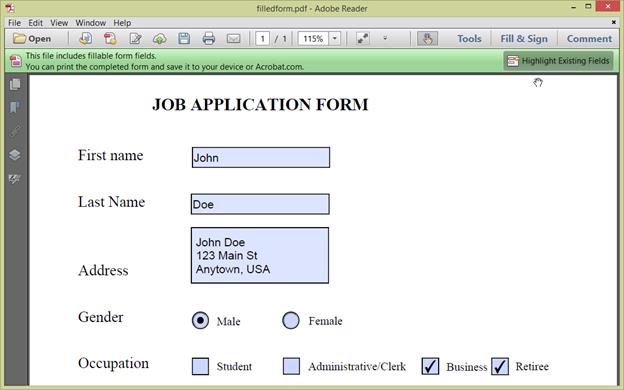 filledform.pdf - Adobe Reader
File Edit View Window Help
Open 1 / 1 115% Tools Fill & Sign Comment
This file includes fillable form fields.
You can print the completed form and save it to your device or Acrobat.com.
Highlight Existing Fields
JOB APPLICATION FORM
First name John
Last Name Doe
John Doe
123 Main St
Anytown, USA
Address
Gender Male Female
Occupation Student Administrative/Clerk Business Retiree